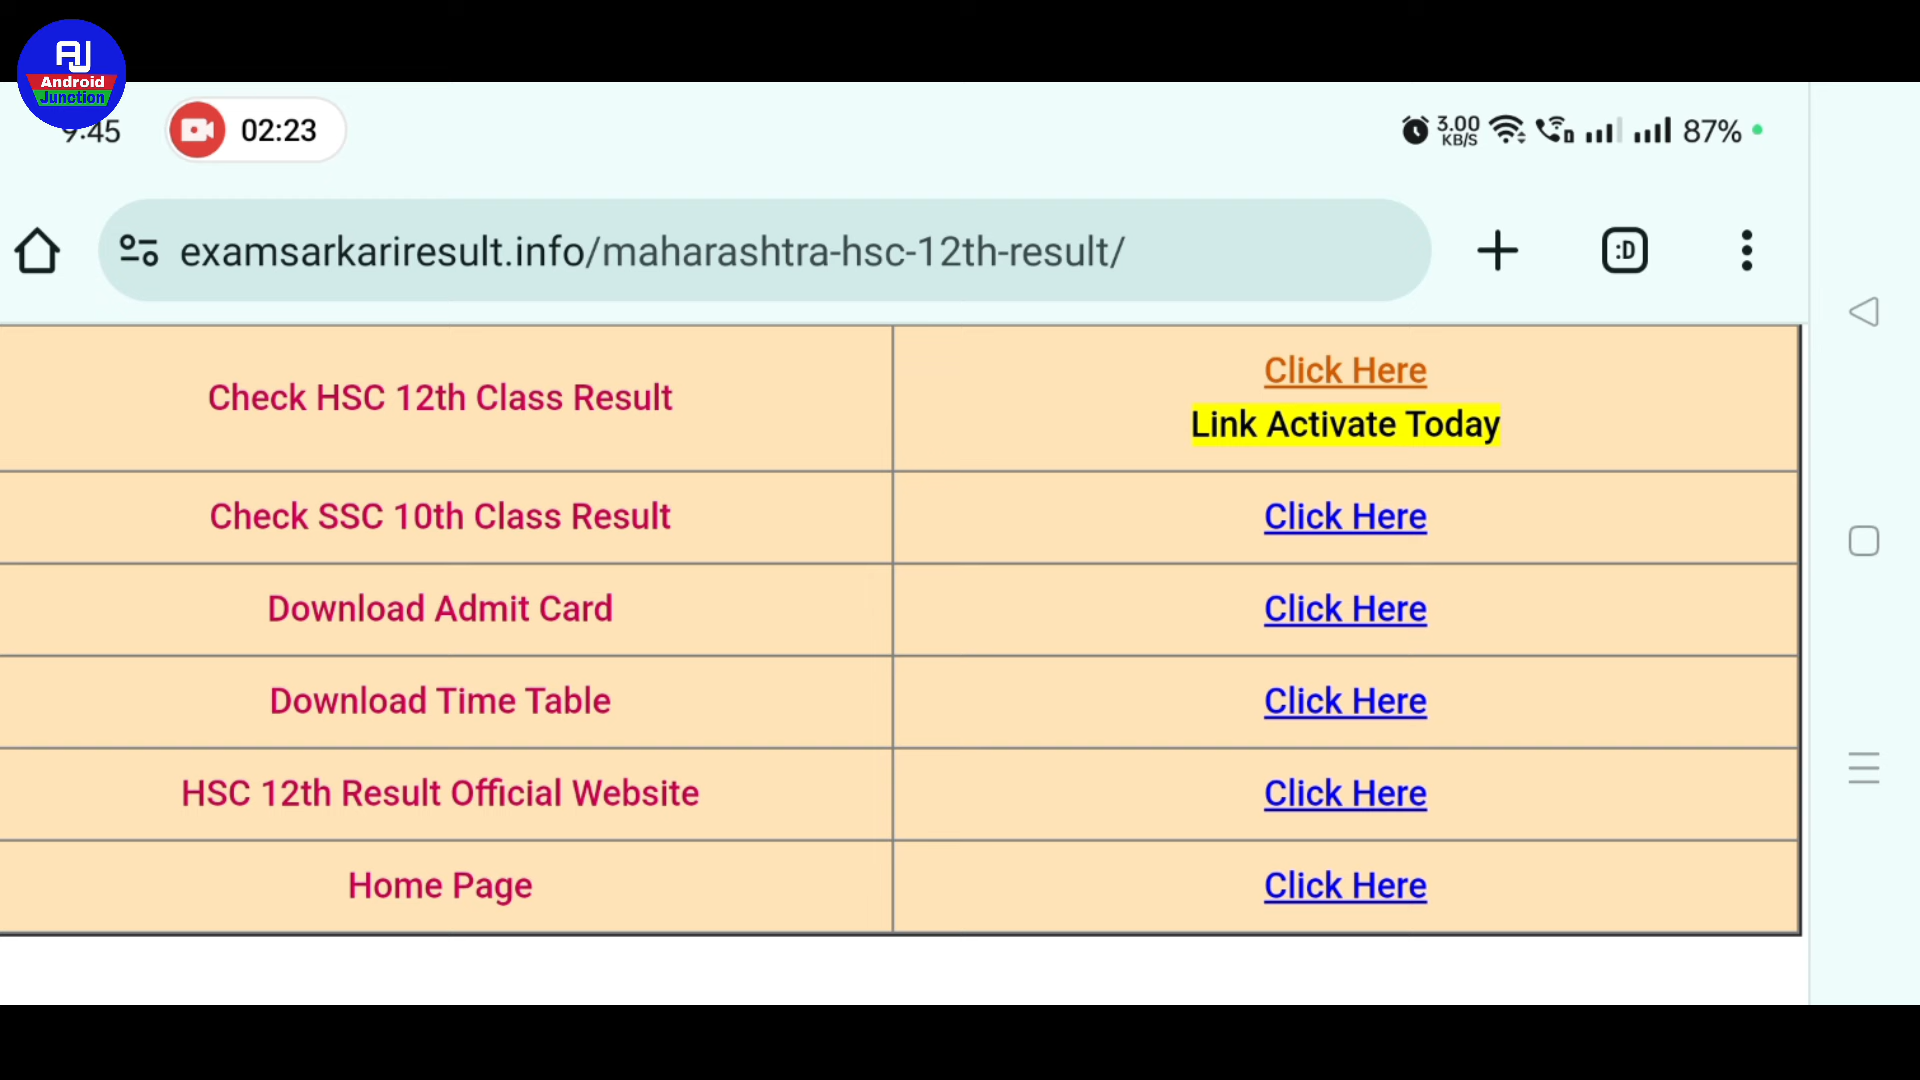 AJ
Android
Junction
9:45
02:23
3.00
KB/S
87%
examsarkariresult.info/maharashtra-hsc-12th-result/
:D
Check HSC 12th Class Result
Click Here
Link Activate Today
Check SSC 10th Class Result
Click Here
Download Admit Card
Click Here
Download Time Table
Click Here
HSC 12th Result Official Website
Click Here
Home Page
Click Here